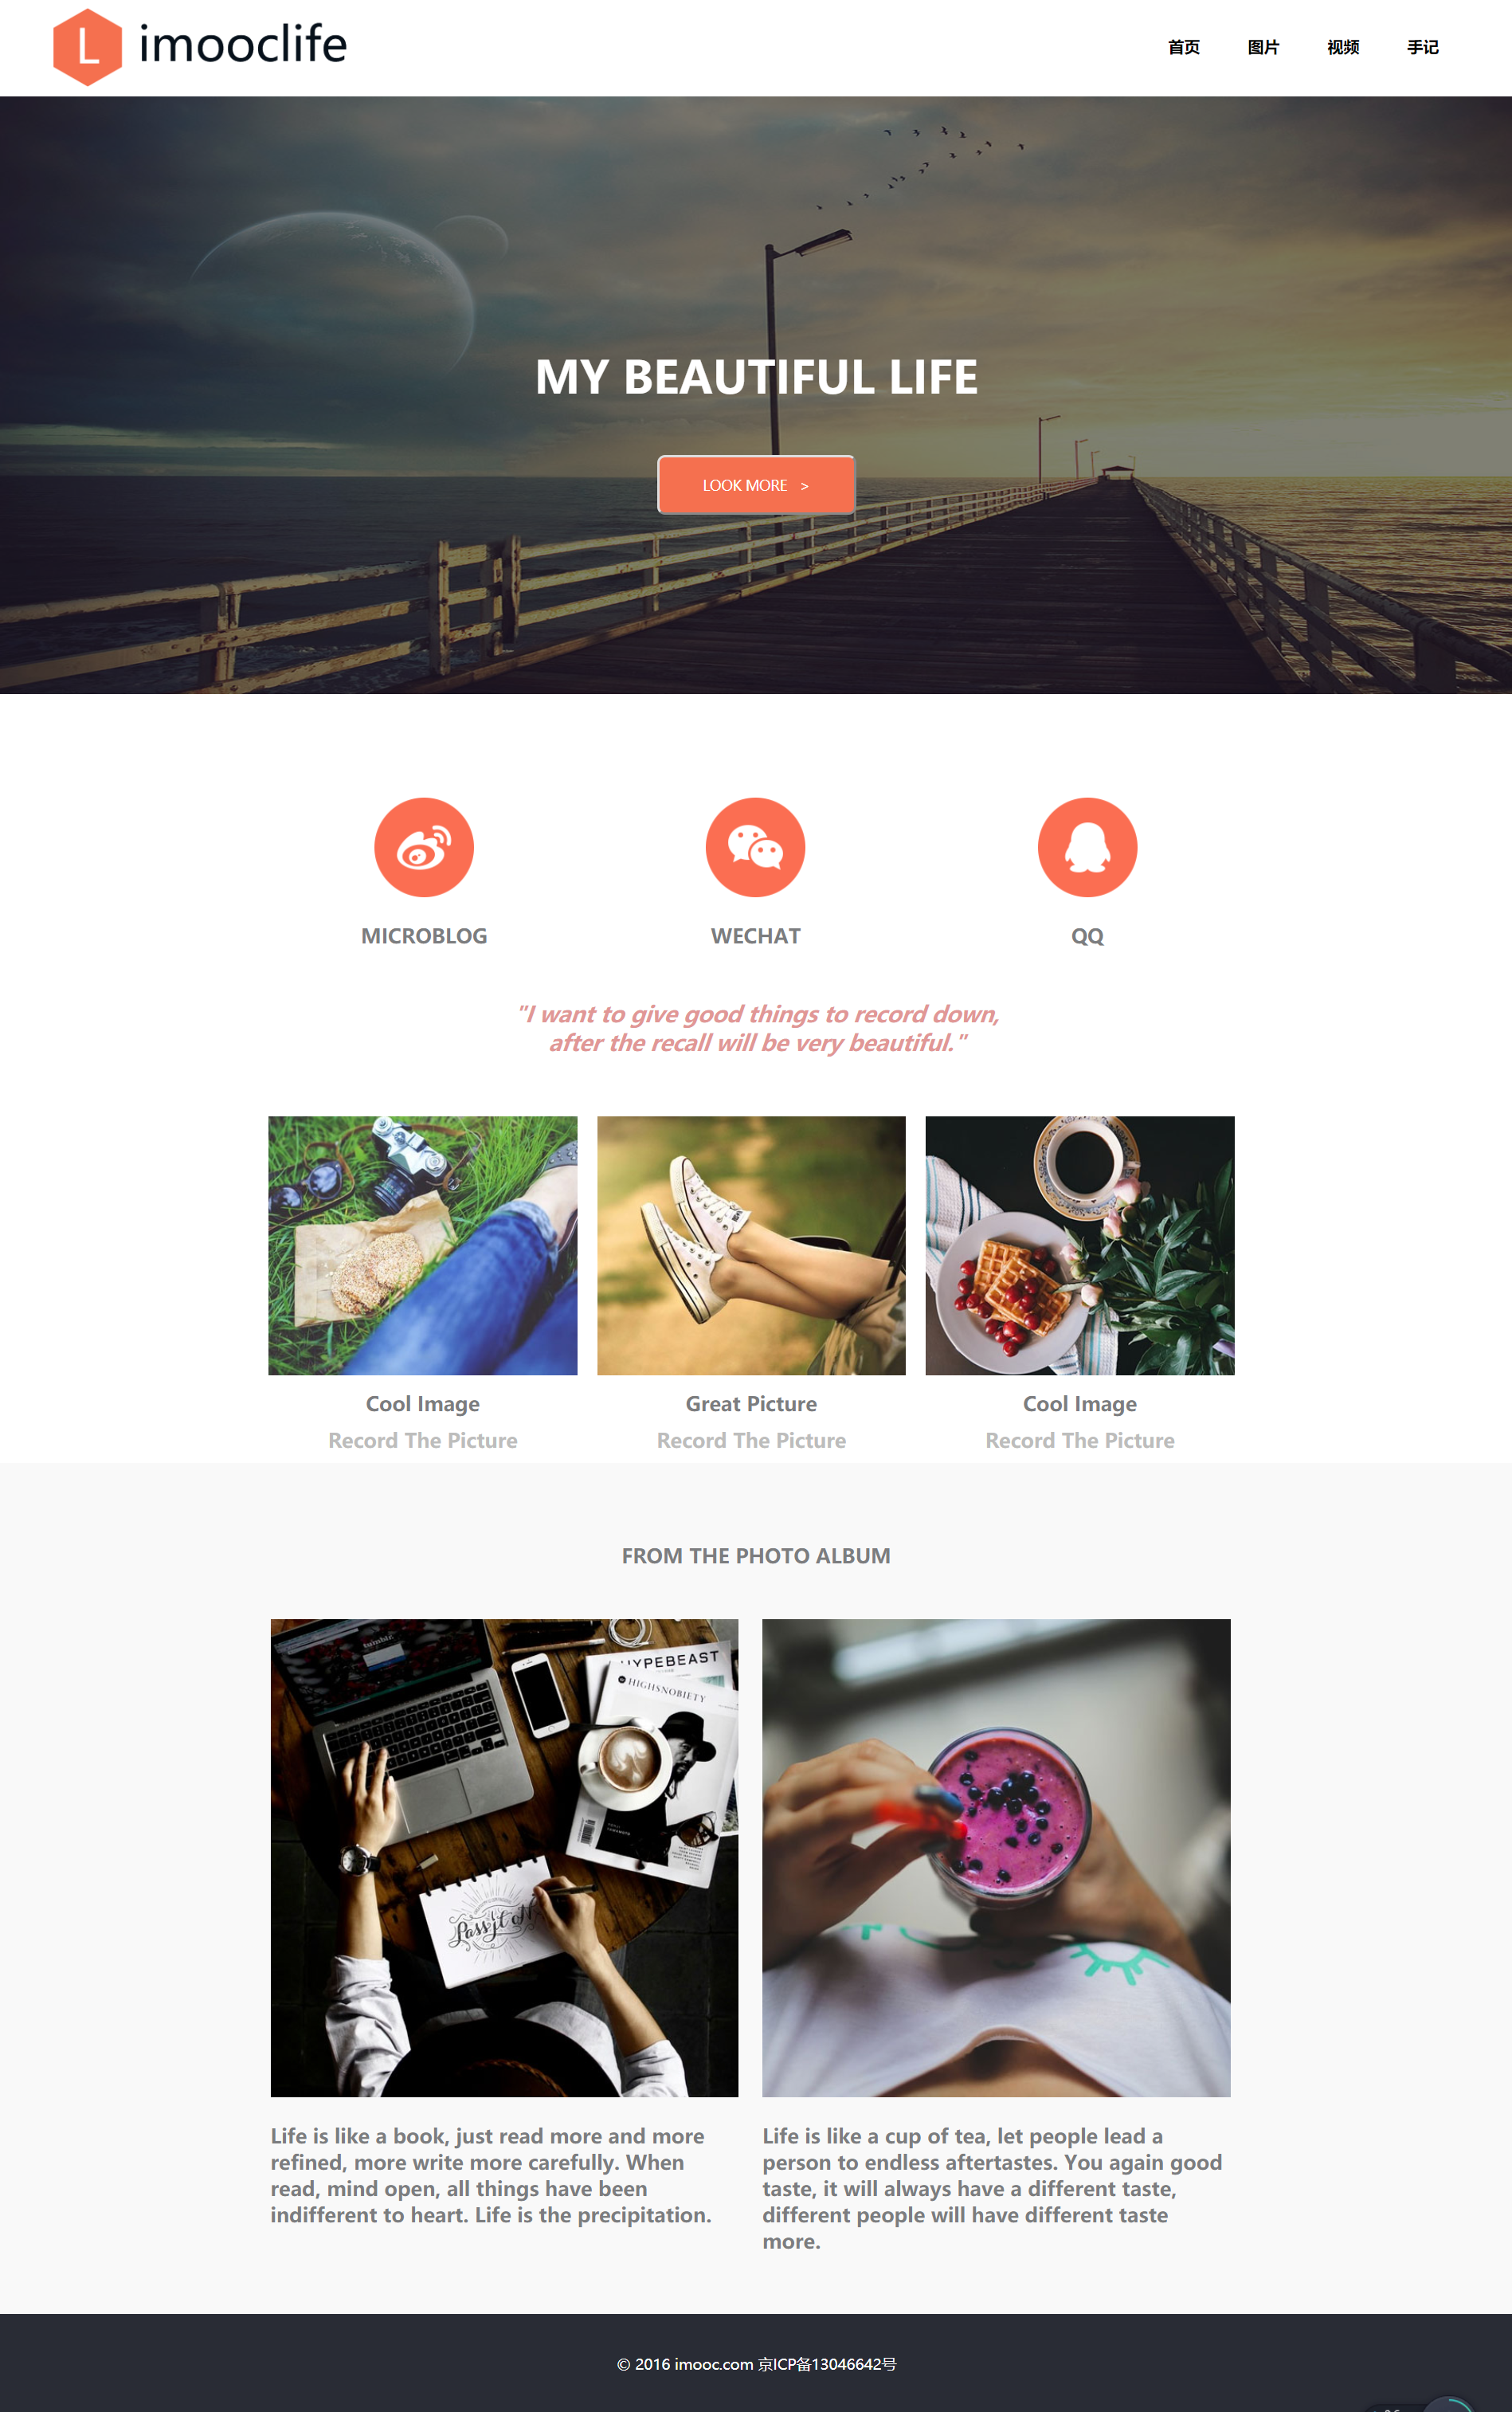 L imooclife
首页 图片 视频 手记
MY BEAUTIFUL LIFE
LOOK MORE >
MICROBLOG WECHAT QQ
"I want to give good things to record down,
after the recall will be very beautiful."
Cool Image Great Picture Cool Image
Record The Picture Record The Picture Record The Picture
FROM THE PHOTO ALBUM
tumblr.
HYPEBEAST
HIGHSNOBIETY
Life is like a book, just read more and more
refined, more write more carefully. When
read, mind open, all things have been
indifferent to heart. Life is the precipitation.
Life is like a cup of tea, let people lead a
person to endless aftertastes. You again good
taste, it will always have a different taste,
different people will have different taste
more.
© 2016 imooc.com 京ICP备13046642号